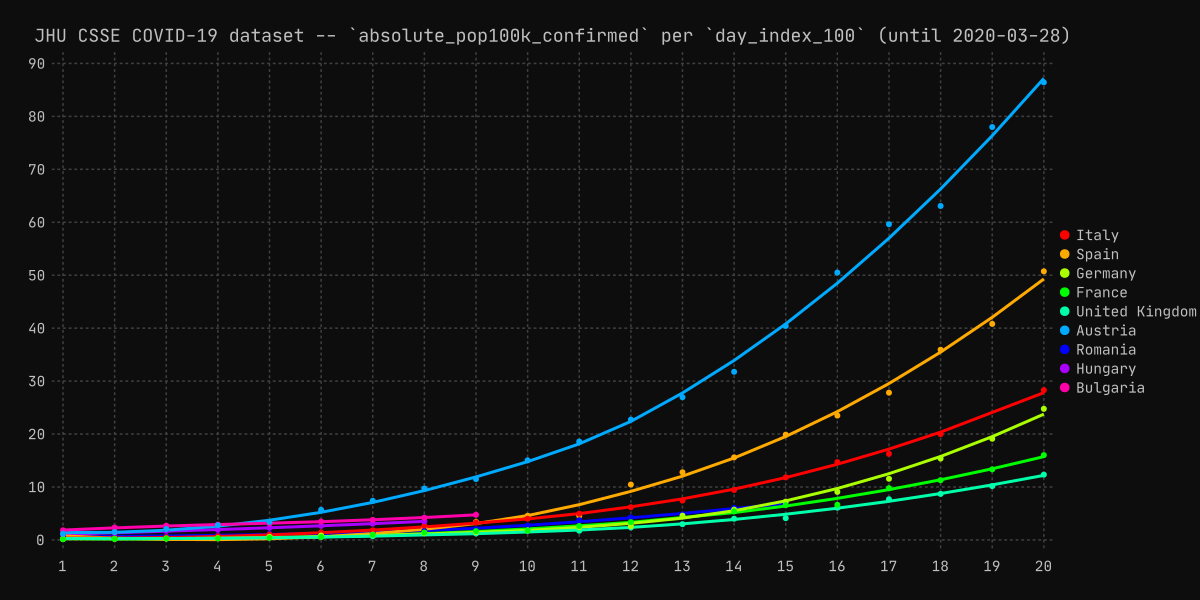 JHU CSSE COVID-19 dataset -- `absolute_pop100k_confirmed` per `day_index_100` (until 2020-03-28)
90
80
70
60
50
40
30
20
10
0
1 2 3 4 5 6 7 8 9 10 11 12 13 14 15 16 17 18 19 20
Italy
Spain
Germany
France
United Kingdom
Austria
Romania
Hungary
Bulgaria